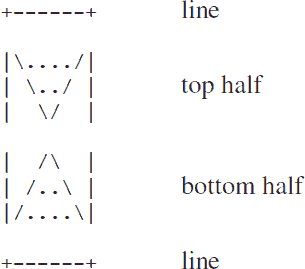 +------+ line
|\..../|
| \../ | top half
|  \/  |
|  /\  |
| /..\ | bottom half
|/....\|
+------+ line